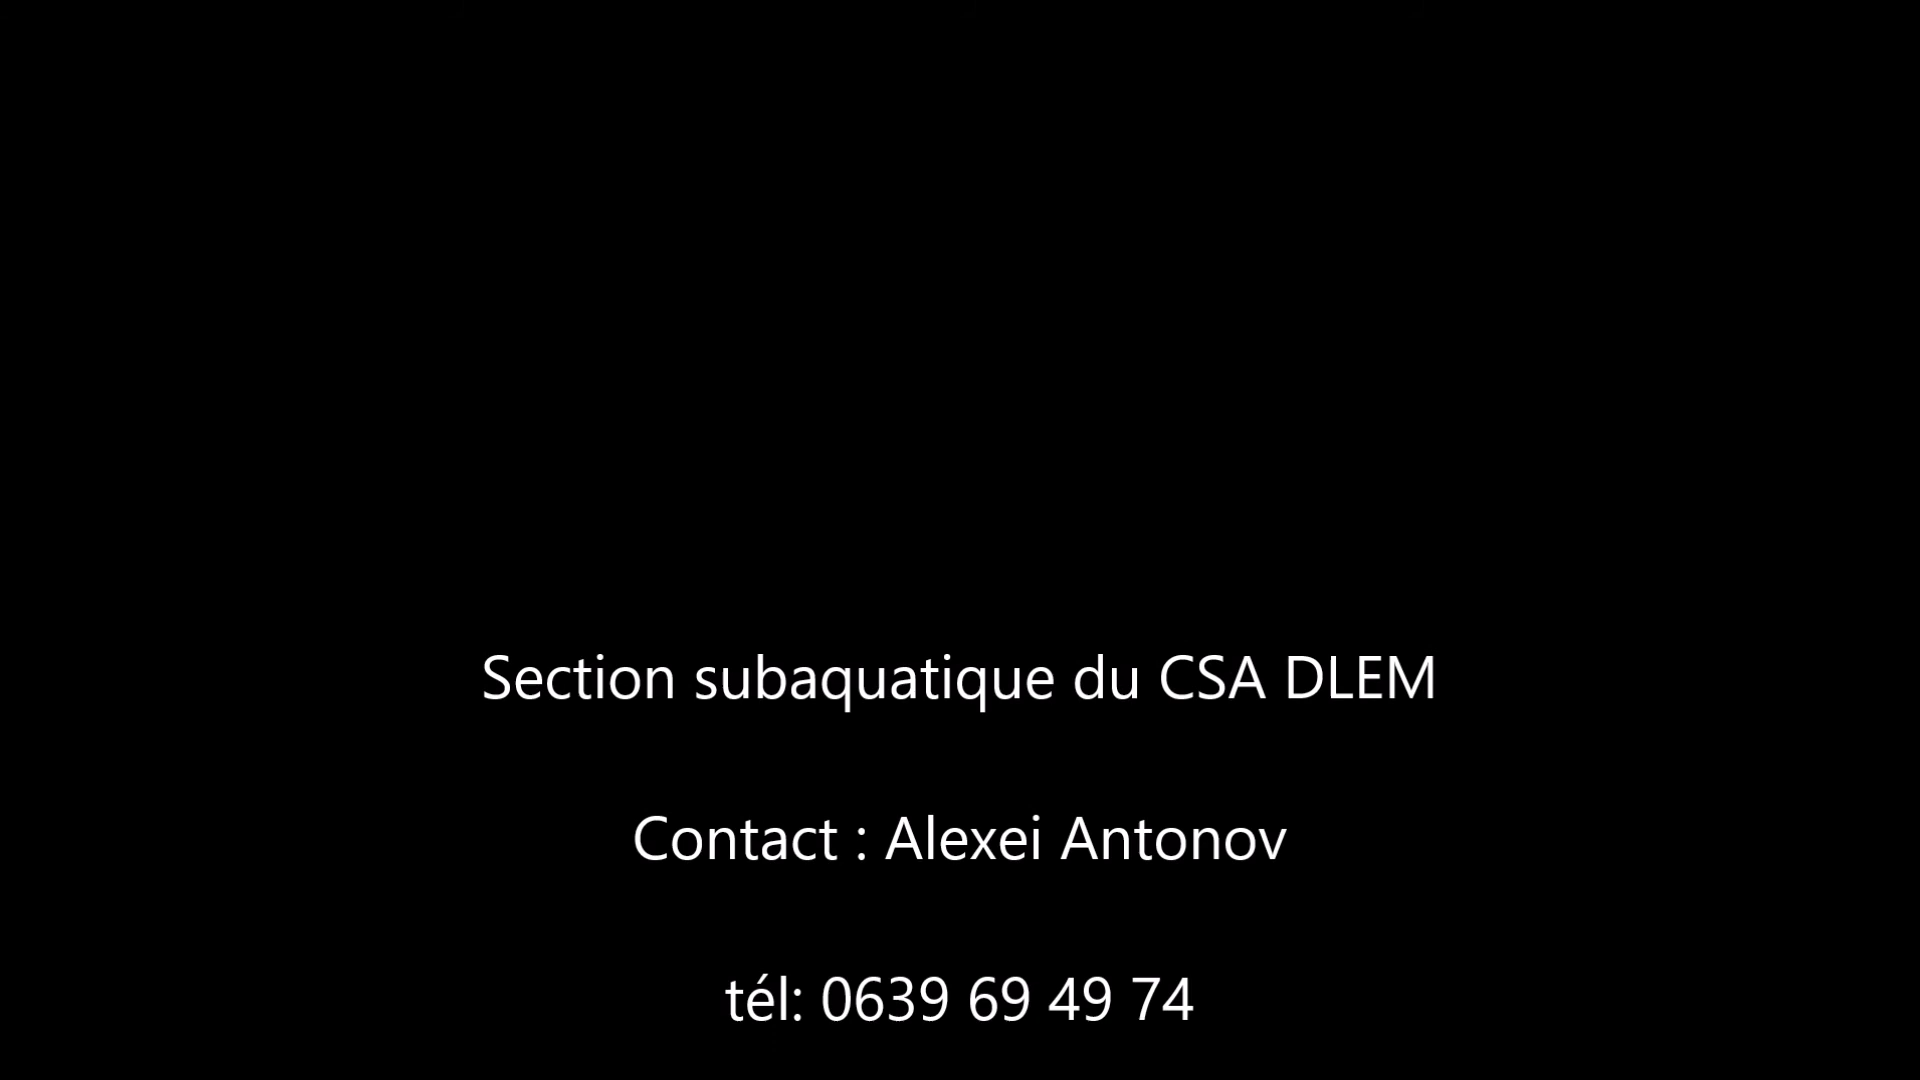 Section subaquatique du CSA DLEM
Contact : Alexei Antonov
tél: 0639 69 49 74